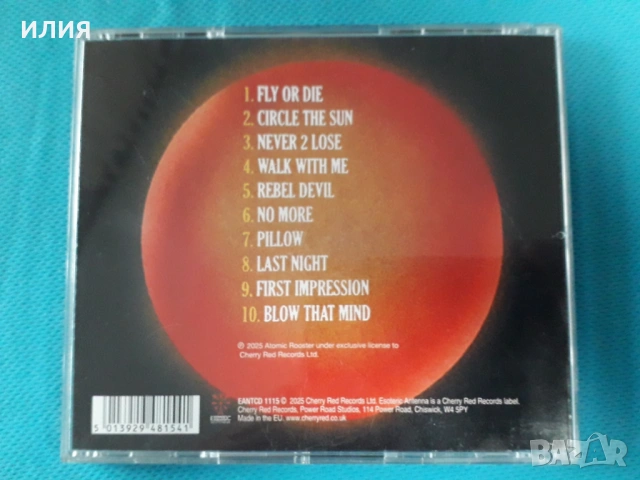 илия
1. FLY OR DIE
2. CIRCLE THE SUN
3. NEVER 2 LOSE
4. WALK WITH ME
5. REBEL DEVIL
6. NO MORE
7. PILLOW
8. LAST NIGHT
9. FIRST IMPRESSION
10. BLOW THAT MIND
℗ 2025 Atomic Rooster under exclusive license to
Cherry Red Records Ltd.
EANTCD 1115 © 2025 Cherry Red Records Ltd. Esoteric Antenna is a Cherry Red Records label.
Cherry Red Records, Power Road Studios, 114 Power Road, Chiswick, W4 5PY
Made in the EU. www.cherryred.co.uk
5 013929 481541
bazar